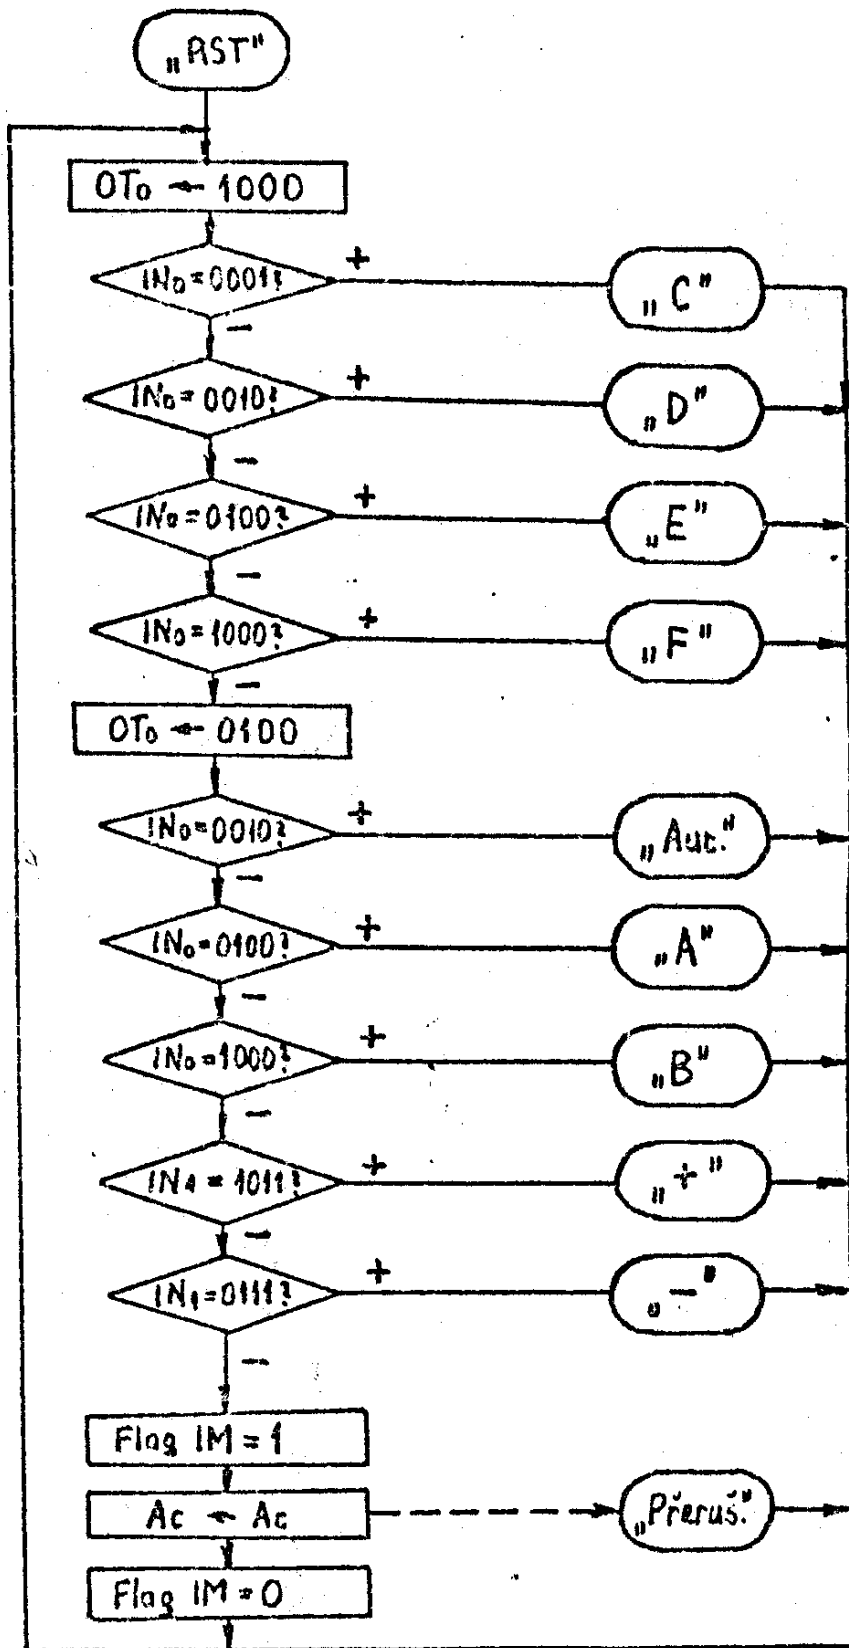 „RST"
OT₀ ← 1000
IN₀=0001?
+
„C"
−
IN₀=0010?
+
„D"
−
IN₀=0100?
+
„E"
−
IN₀=1000?
+
„F"
−
OT₀ ← 0100
IN₀=0010?
+
„Aut."
−
IN₀=0100?
+
„A"
−
IN₀=1000?
+
„B"
−
IN₁=1011?
+
„+"
−
IN₁=0111?
+
„−"
−
Flag IM = 1
Ac ← Ac
„Přeruš."
Flag IM = 0